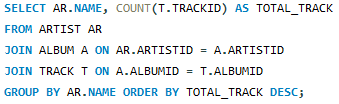 SELECT AR.NAME, COUNT(T.TRACKID) AS TOTAL_TRACK
FROM ARTIST AR
JOIN ALBUM A ON AR.ARTISTID = A.ARTISTID
JOIN TRACK T ON A.ALBUMID = T.ALBUMID
GROUP BY AR.NAME ORDER BY TOTAL_TRACK DESC;